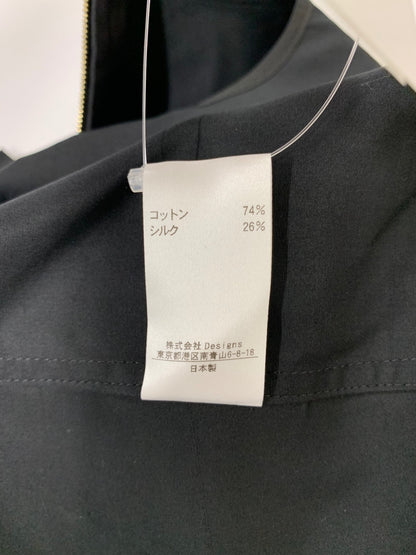 コットン 74%
シルク 26%
株式会社 Designs
東京都港区南青山6-8-18
日本製